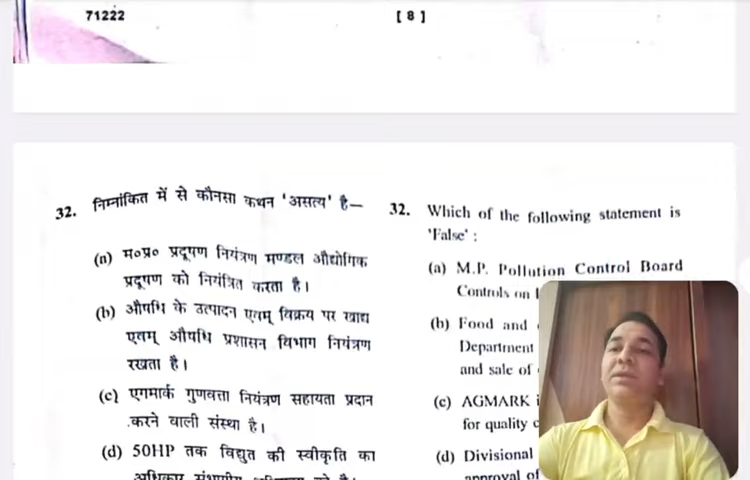 71222
[ 8 ]
32. निम्नांकित में से कौनसा कथन 'असत्य' है—
(a) म०प्र० प्रदूषण नियंत्रण मण्डल औद्योगिक
प्रदूषण को नियंत्रित करता है।
(b) औषधि के उत्पादन एवम् विक्रय पर खाद्य
एवम् औषधि प्रशासन विभाग नियंत्रण
रखता है।
(c) एगमार्क गुणवत्ता नियंत्रण सहायता प्रदान
करने वाली संस्था है।
(d) 50HP तक विद्युत की स्वीकृति का
अधिकार संभागीय
32. Which of the following statement is
'False' :
(a) M.P. Pollution Control Board
Controls on
(b) Food and
Department
and sale of
(c) AGMARK
for quality
(d) Divisional
approval of